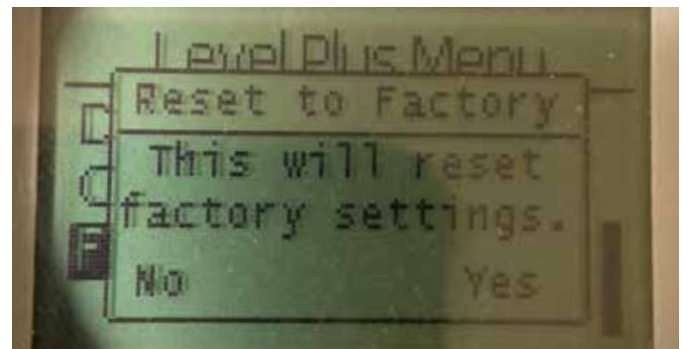 Level Plus Menu
Reset to Factory
This will reset
factory settings.
No Yes